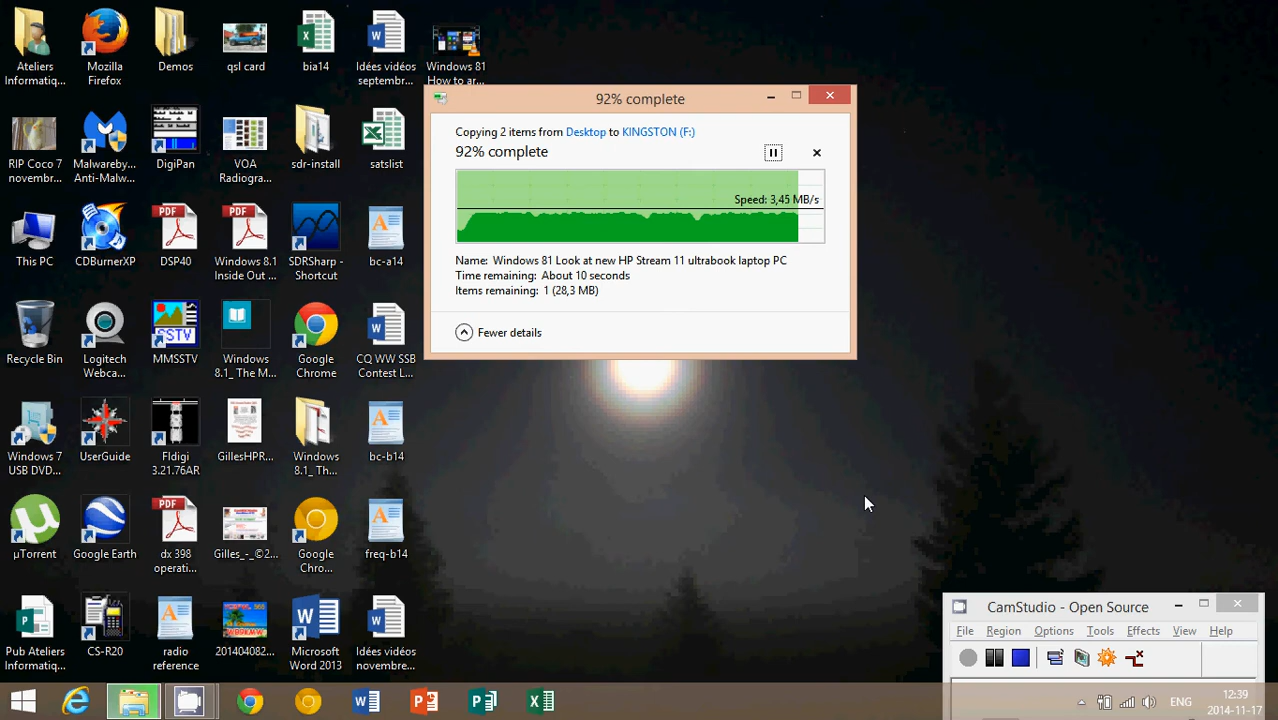 Ateliers
Informatiq...
Mozilla
Firefox
Demos
qsl card
bia14
Idées vidéos
septembr...
Windows 81
How to ar...
RIP Coco 7
novembr...
Malwareby...
Anti-Malw...
DigiPan
VOA
Radiogra...
sdr-install
satslist
This PC
CDBurnerXP
DSP40
Windows 8.1
Inside Out ...
SDRSharp -
Shortcut
bc-a14
Recycle Bin
Logitech
Webca...
MMSSTV
Windows
8.1_ The M...
Google
Chrome
CQ WW SSB
Contest L...
Windows 7
USB DVD...
UserGuide
Fldigi
3.21.76AR
GillesHPR...
Windows
8.1_ Th...
bc-b14
µTorrent
Google Earth
dx 398
operati...
Gilles_-_©2...
Google
Chro...
freq-b14
Pub Ateliers
Informatiq...
CS-R20
radio
reference
201404082...
Microsoft
Word 2013
Idées vidéos
novembre...
PDF
PDF
SSTV
PDF
92% complete
Copying 2 items from Desktop to KINGSTON (F:)
92% complete
Speed: 3,45 MB/s
Name: Windows 81 Look at new HP Stream 11 ultrabook laptop PC
Time remaining: About 10 seconds
Items remaining: 1 (28,3 MB)
Fewer details
CamStudio - Open Source
File Region Options Tools Effects View Help
ENG
12:39
2014-11-17